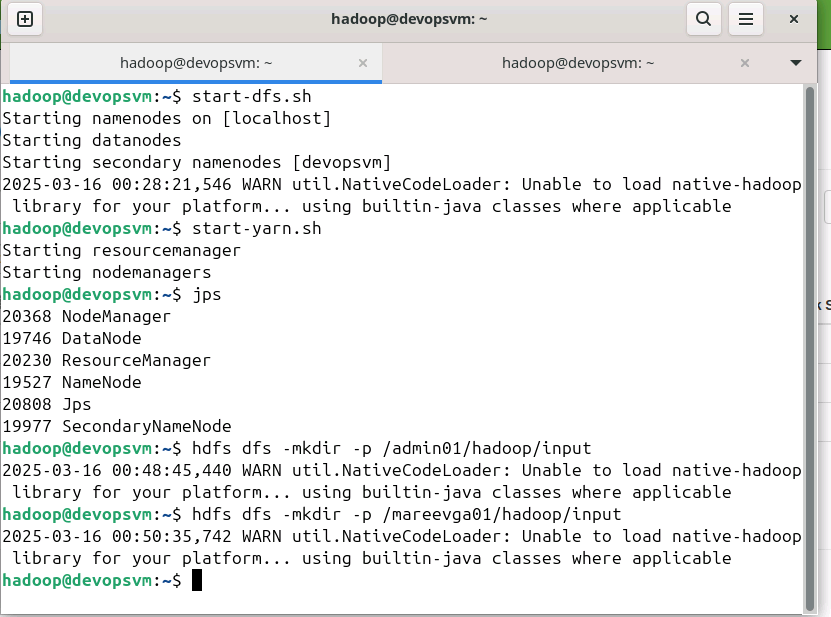 hadoop@devopsvm: ~
hadoop@devopsvm: ~
hadoop@devopsvm: ~
hadoop@devopsvm:~$ start-dfs.sh
Starting namenodes on [localhost]
Starting datanodes
Starting secondary namenodes [devopsvm]
2025-03-16 00:28:21,546 WARN util.NativeCodeLoader: Unable to load native-hadoop
 library for your platform... using builtin-java classes where applicable
hadoop@devopsvm:~$ start-yarn.sh
Starting resourcemanager
Starting nodemanagers
hadoop@devopsvm:~$ jps
20368 NodeManager
19746 DataNode
20230 ResourceManager
19527 NameNode
20808 Jps
19977 SecondaryNameNode
hadoop@devopsvm:~$ hdfs dfs -mkdir -p /admin01/hadoop/input
2025-03-16 00:48:45,440 WARN util.NativeCodeLoader: Unable to load native-hadoop
 library for your platform... using builtin-java classes where applicable
hadoop@devopsvm:~$ hdfs dfs -mkdir -p /mareevga01/hadoop/input
2025-03-16 00:50:35,742 WARN util.NativeCodeLoader: Unable to load native-hadoop
 library for your platform... using builtin-java classes where applicable
hadoop@devopsvm:~$